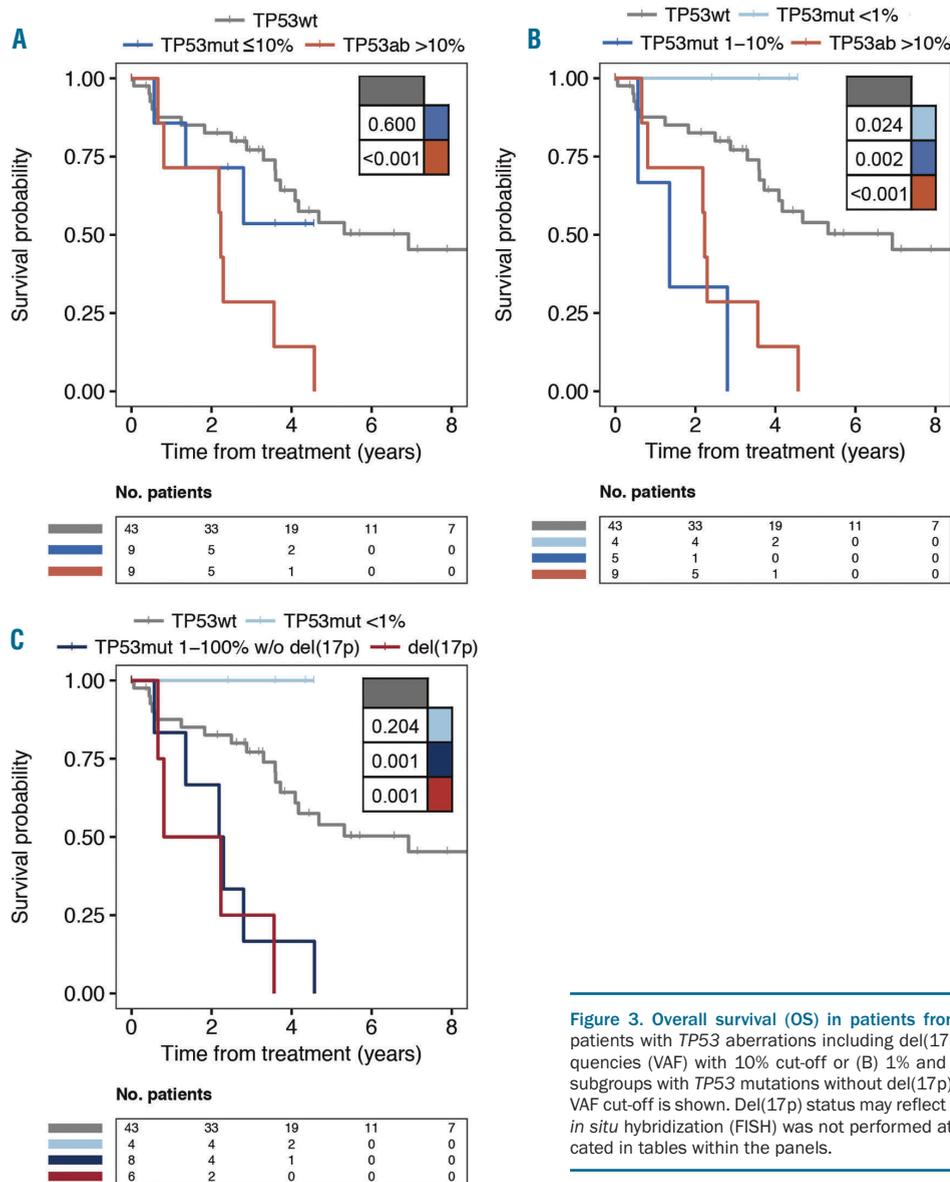 A
TP53wt
TP53mut ≤10% TP53ab >10%
Survival probability
1.00
0.75
0.50
0.25
0.00
0.600
<0.001
0 2 4 6 8
Time from treatment (years)
No. patients
43 33 19 11 7
9 5 2 0 0
9 5 1 0 0
B
TP53wt TP53mut <1%
TP53mut 1–10% TP53ab >10%
Survival probability
1.00
0.75
0.50
0.25
0.00
0.024
0.002
<0.001
0 2 4 6 8
Time from treatment (years)
No. patients
43 33 19 11 7
4 4 2 0 0
5 1 0 0 0
9 5 1 0 0
C
TP53wt TP53mut <1%
TP53mut 1–100% w/o del(17p) del(17p)
Survival probability
1.00
0.75
0.50
0.25
0.00
0.204
0.001
0.001
0 2 4 6 8
Time from treatment (years)
No. patients
43 33 19 11 7
4 4 2 0 0
8 4 1 0 0
6 2 0 0 0
Figure 3. Overall survival (OS) in patients
patients with TP53 aberrations including del(17
quencies (VAF) with 10% cut-off or (B) 1% and
subgroups with TP53 mutations without del(17p)
VAF cut-off is shown. Del(17p) status may reflect
in situ hybridization (FISH) was not performed at
cated in tables within the panels.